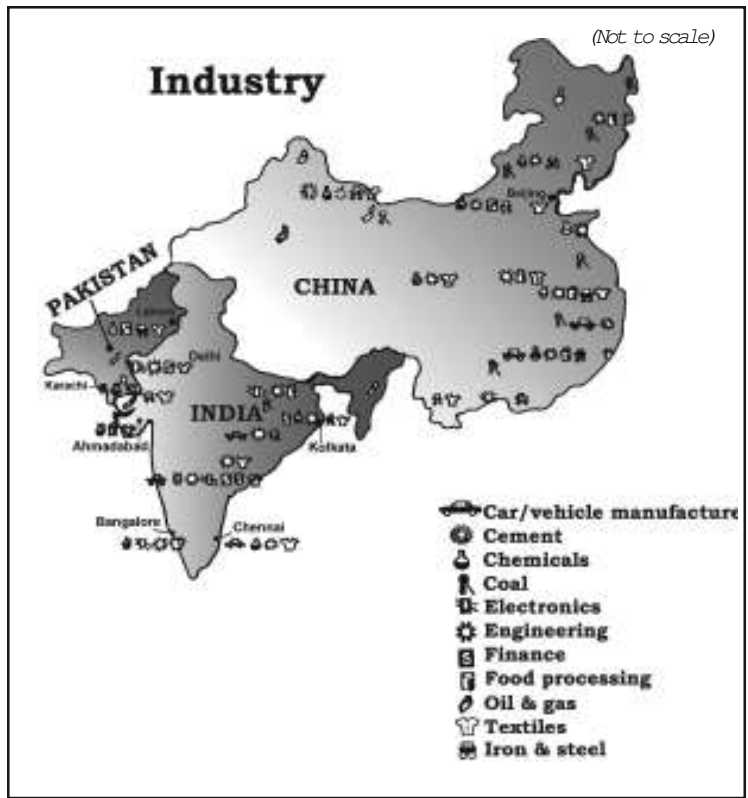 (Not to scale)
Industry
Beijing
PAKISTAN
CHINA
Lahore
Delhi
Karachi
INDIA
Kolkata
Ahmadabad
Bangalore
Chennai
Car/vehicle manufacture
Cement
Chemicals
Coal
Electronics
Engineering
Finance
Food processing
Oil & gas
Textiles
Iron & steel